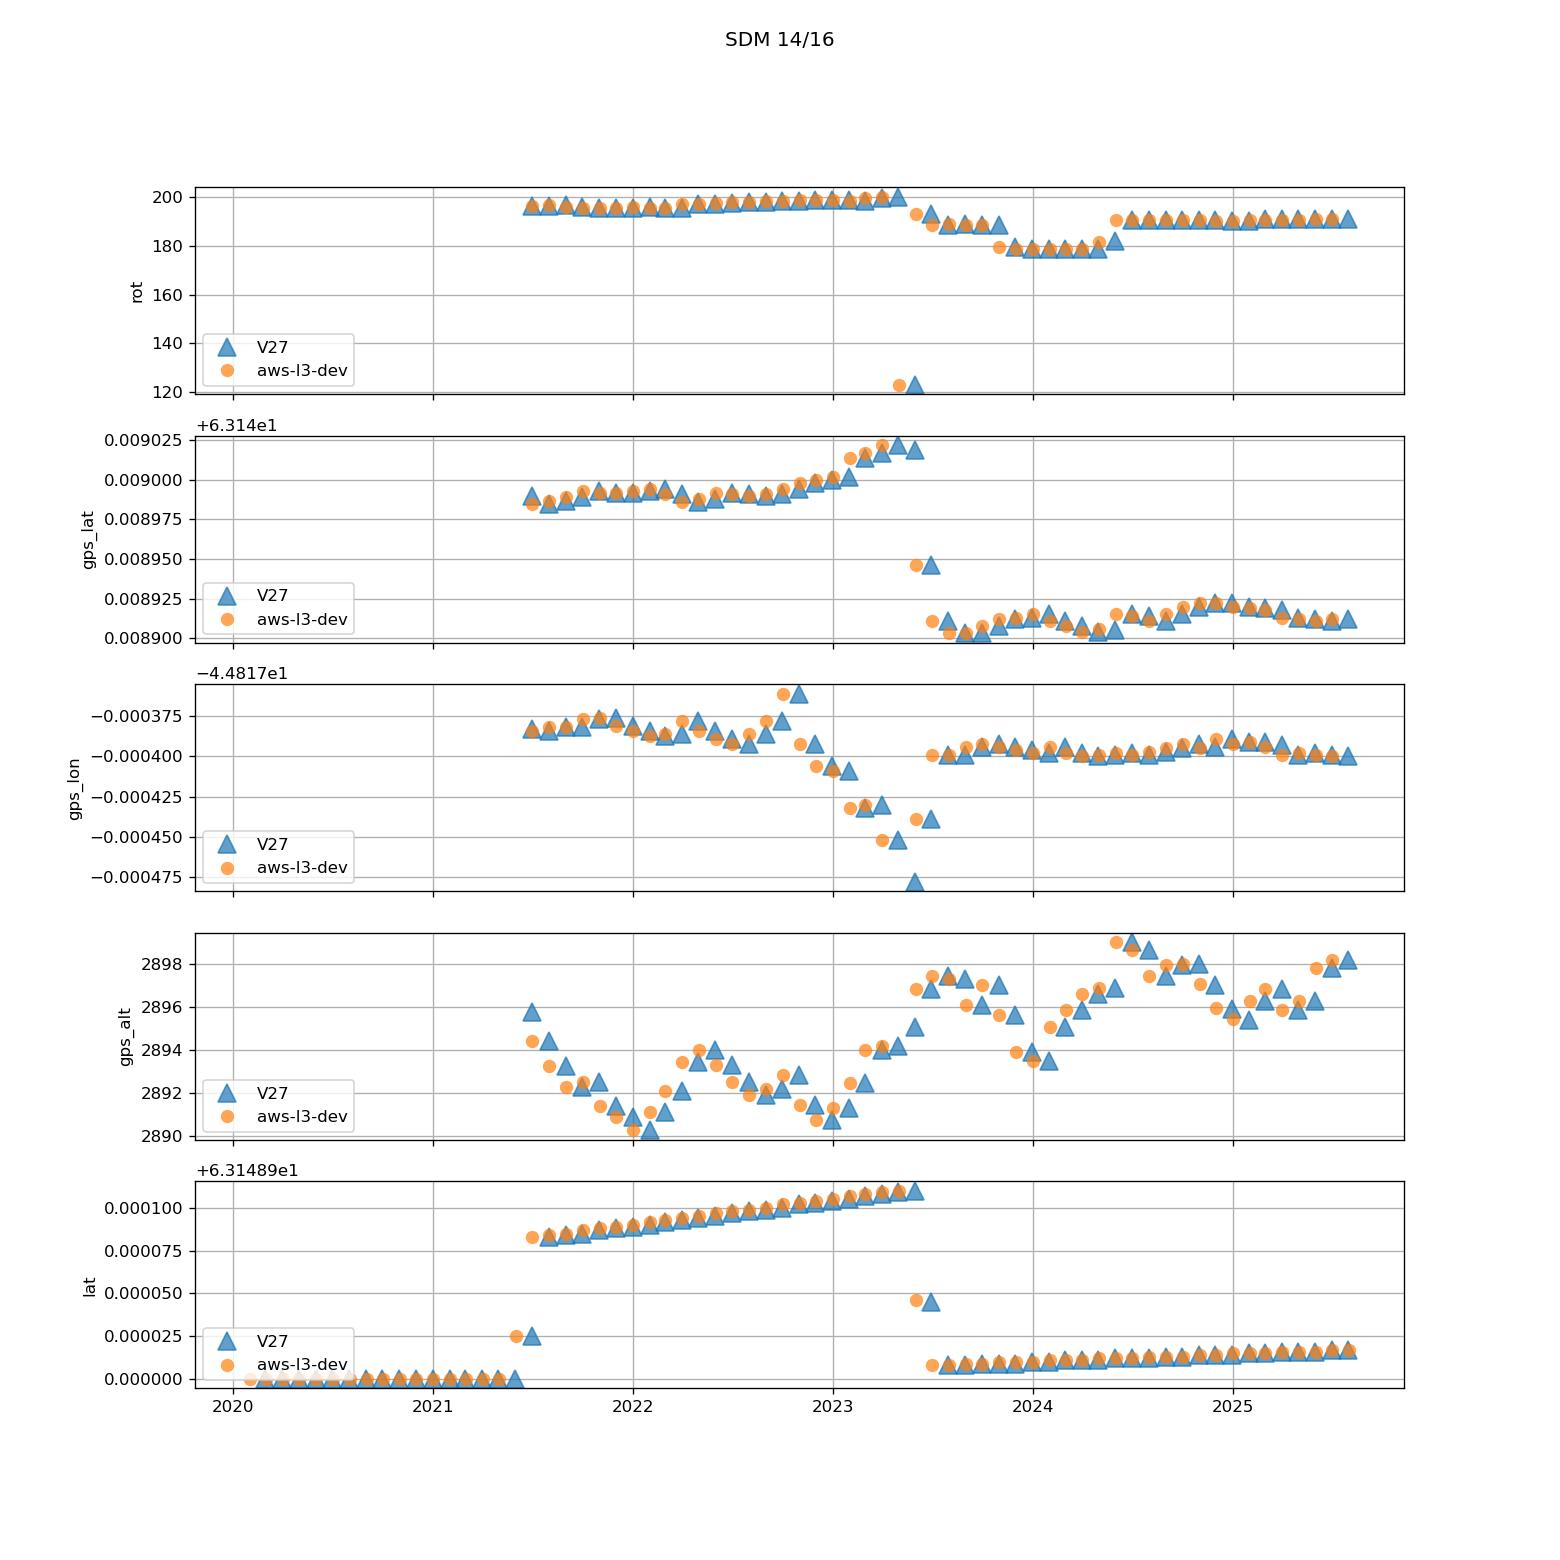 SDM 14/16
200
180
160
140
120
rot
V27
aws-l3-dev
+6.314e1
0.009025
0.009000
0.008975
0.008950
0.008925
0.008900
gps_lat
V27
aws-l3-dev
−4.4817e1
−0.000375
−0.000400
−0.000425
−0.000450
−0.000475
gps_lon
V27
aws-l3-dev
2898
2896
2894
2892
2890
gps_alt
V27
aws-l3-dev
+6.31489e1
0.000100
0.000075
0.000050
0.000025
0.000000
lat
V27
aws-l3-dev
2020 2021 2022 2023 2024 2025